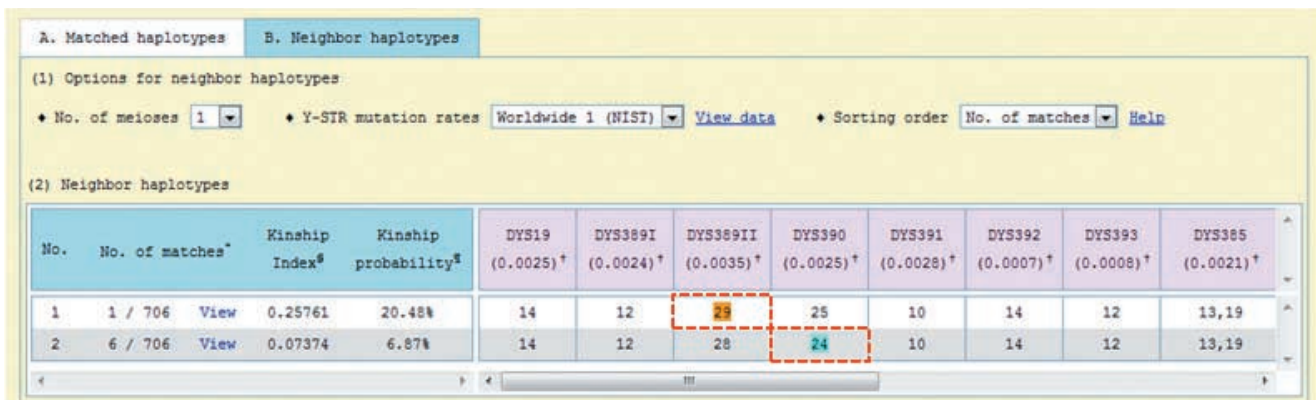 A. Matched haplotypes B. Neighbor haplotypes
(1) Options for neighbor haplotypes
♦ No. of meioses 1 ♦ Y-STR mutation rates Worldwide 1 (NIST) View data ♦ Sorting order No. of matches Help
(2) Neighbor haplotypes
No. No. of matches* Kinship Index§ Kinship probability¶ DYS19 (0.0025)† DYS389I (0.0024)† DYS389II (0.0035)† DYS390 (0.0025)† DYS391 (0.0028)† DYS392 (0.0007)† DYS393 (0.0008)† DYS385 (0.0021)†
1 1 / 706 View 0.25761 20.48% 14 12 29 25 10 14 12 13,19
2 6 / 706 View 0.07374 6.87% 14 12 28 24 10 14 12 13,19